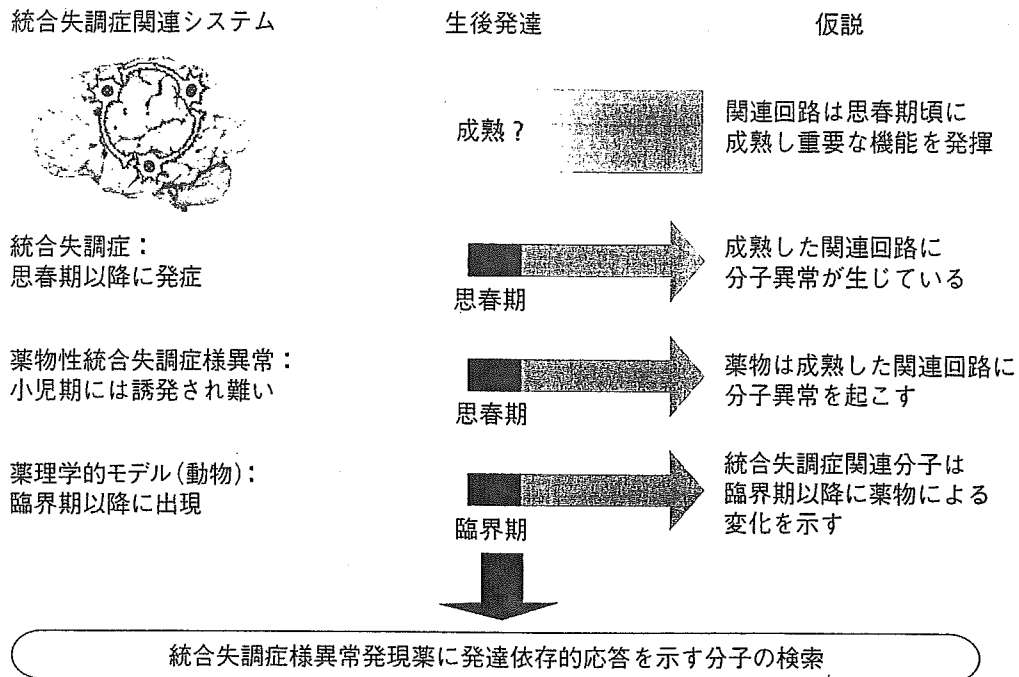 統合失調症関連システム
生後発達
仮説
成熟？
関連回路は思春期頃に
成熟し重要な機能を発揮
統合失調症：
思春期以降に発症
思春期
成熟した関連回路に
分子異常が生じている
薬物性統合失調症様異常：
小児期には誘発され難い
思春期
薬物は成熟した関連回路に
分子異常を起こす
薬理学的モデル（動物）：
臨界期以降に出現
臨界期
統合失調症関連分子は
臨界期以降に薬物による
変化を示す
統合失調症様異常発現薬に発達依存的応答を示す分子の検索